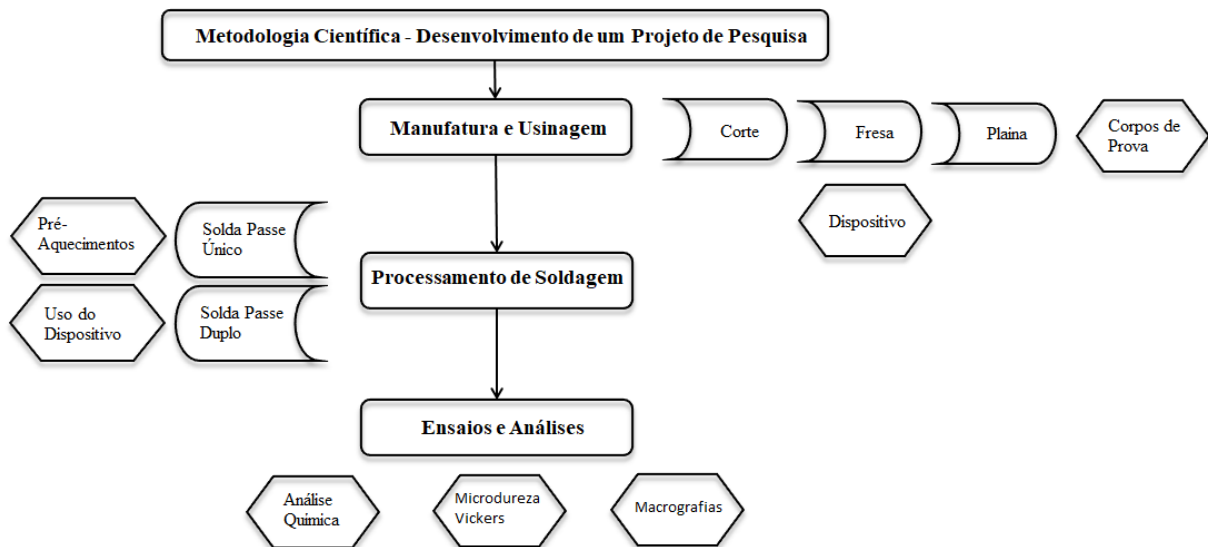 Metodologia Científica - Desenvolvimento de um Projeto de Pesquisa
Manufatura e Usinagem
Corte
Fresa
Plaina
Corpos de
Prova
Dispositivo
Pré-
Aquecimentos
Solda Passe
Único
Processamento de Soldagem
Uso do
Dispositivo
Solda Passe
Duplo
Ensaios e Análises
Análise
Química
Microdureza
Vickers
Macrografias